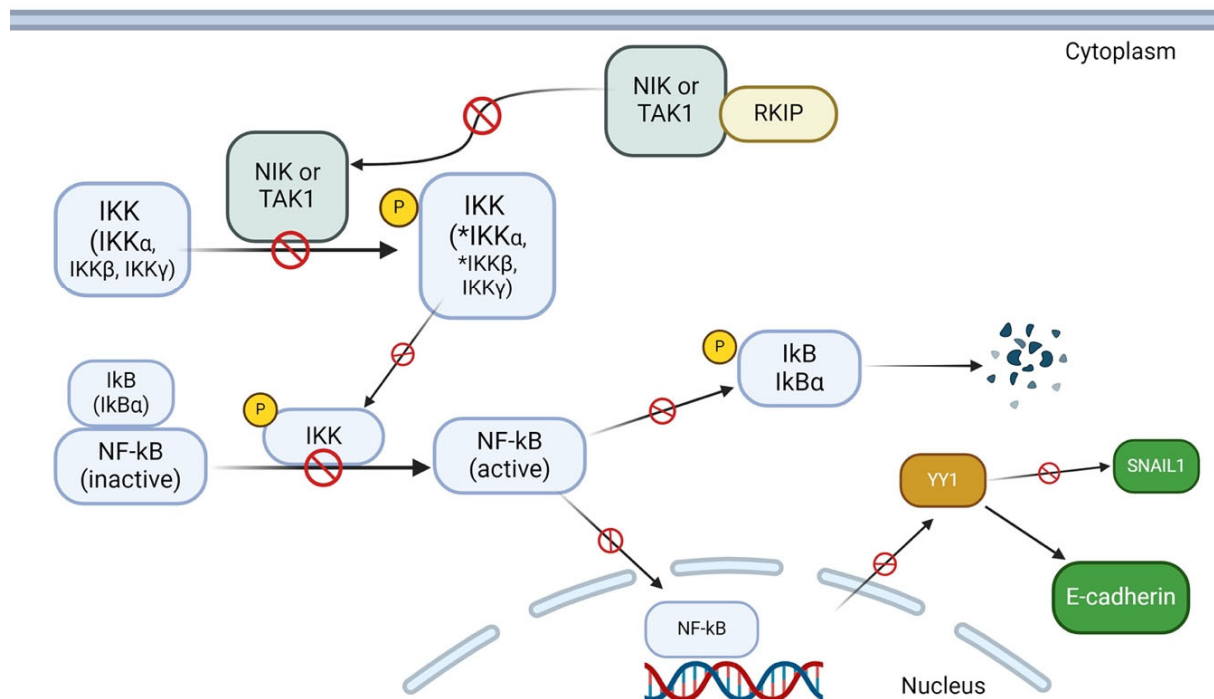 Cytoplasm
NIK or
TAK1
RKIP
NIK or
TAK1
IKK
(IKKα,
IKKβ, IKKγ)
P
IKK
(*IKKα,
*IKKβ,
IKKγ)
IkB
(IkBα)
NF-kB
(inactive)
P
IKK
NF-kB
(active)
P
IkB
IkBα
YY1
SNAIL1
E-cadherin
NF-kB
Nucleus